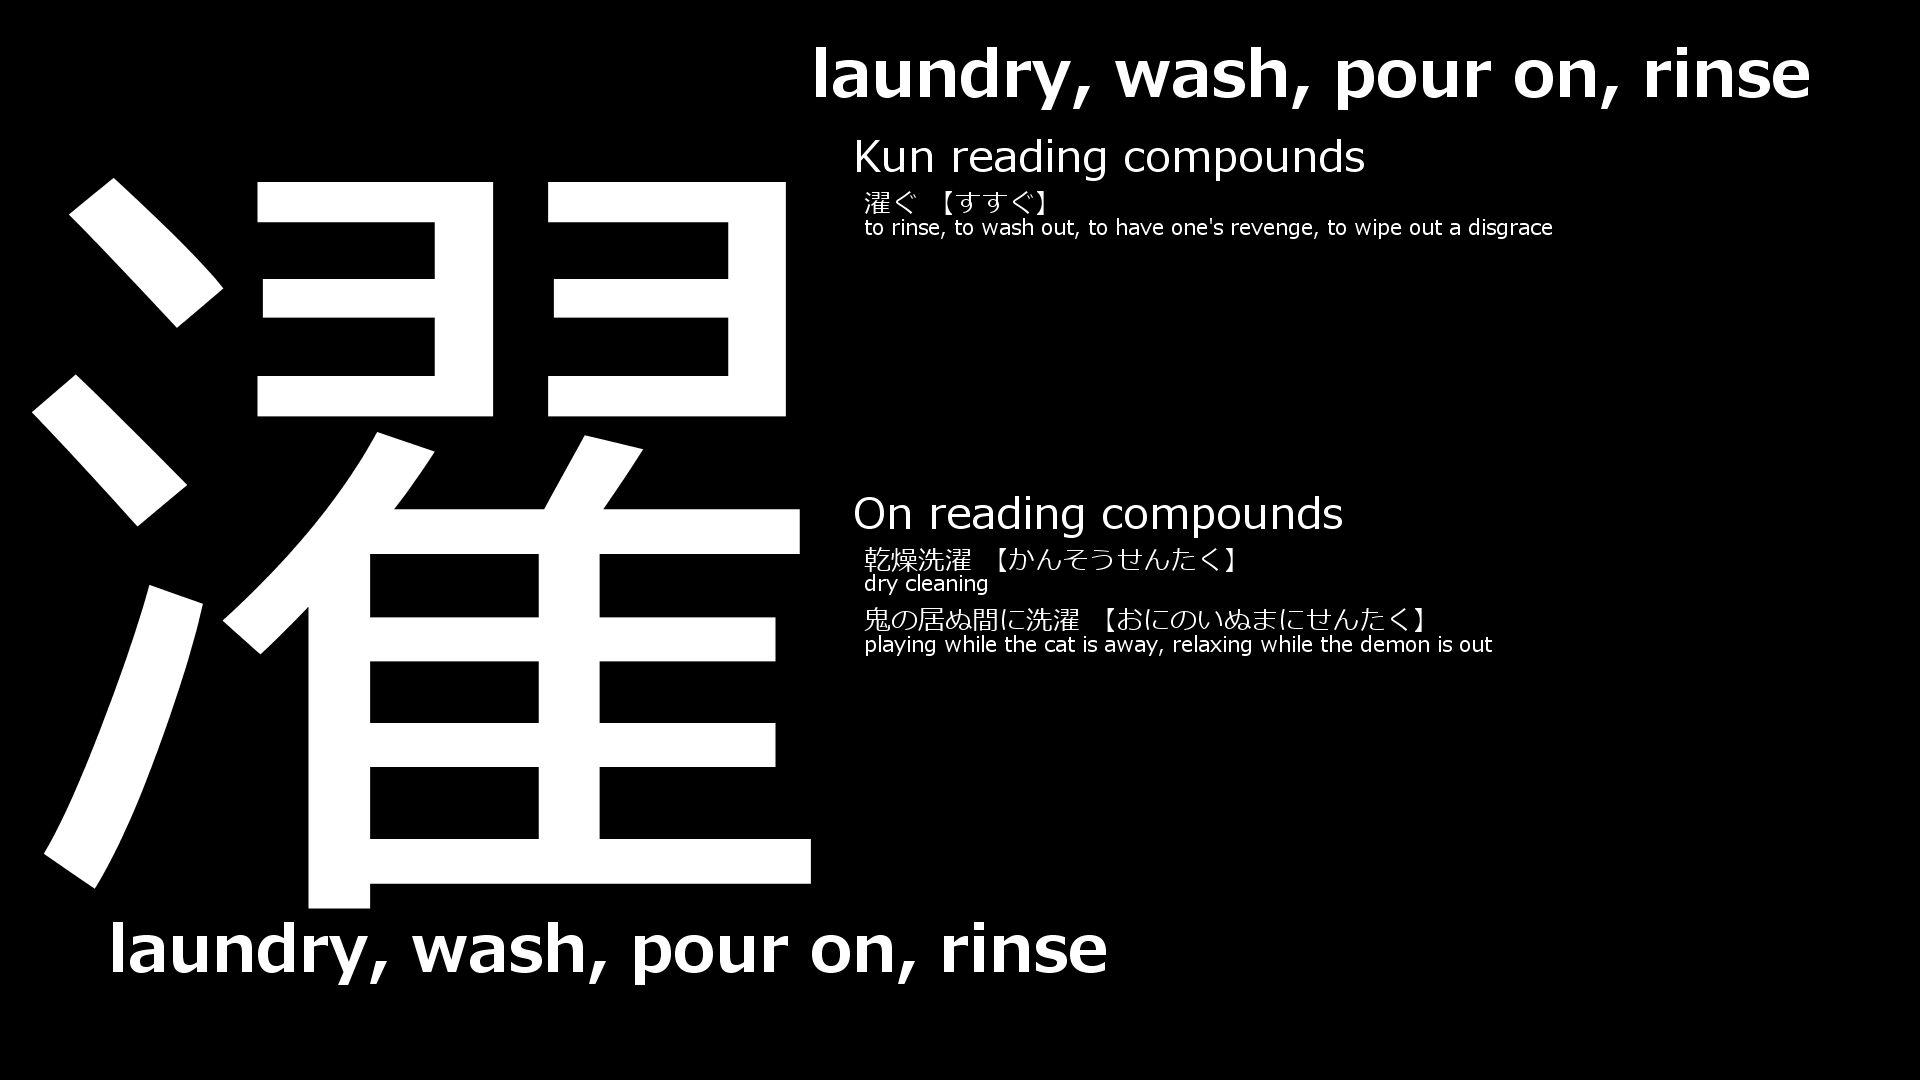 濯
laundry, wash, pour on, rinse
laundry, wash, pour on, rinse
Kun reading compounds
濯ぐ 【すすぐ】
to rinse, to wash out, to have one's revenge, to wipe out a disgrace
On reading compounds
乾燥洗濯 【かんそうせんたく】
dry cleaning
鬼の居ぬ間に洗濯 【おにのいぬまにせんたく】
playing while the cat is away, relaxing while the demon is out